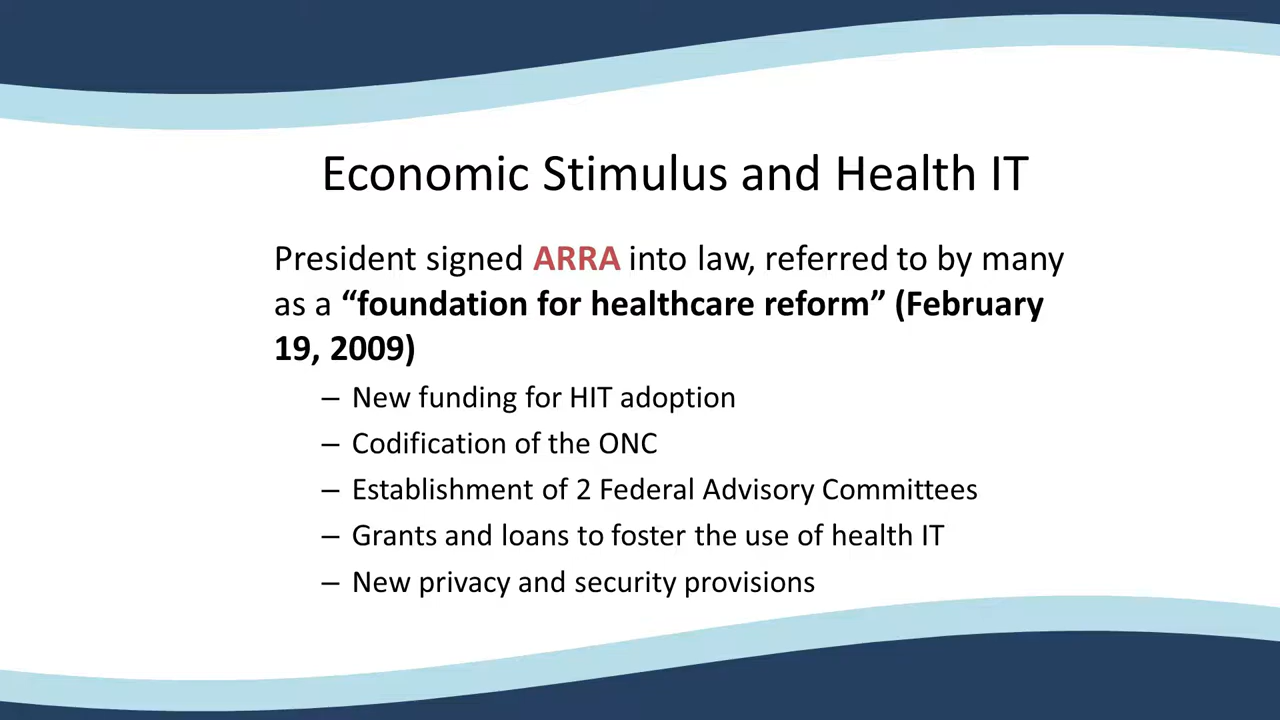 Economic Stimulus and Health IT
President signed ARRA into law, referred to by many
as a “foundation for healthcare reform” (February
19, 2009)
– New funding for HIT adoption
– Codification of the ONC
– Establishment of 2 Federal Advisory Committees
– Grants and loans to foster the use of health IT
– New privacy and security provisions